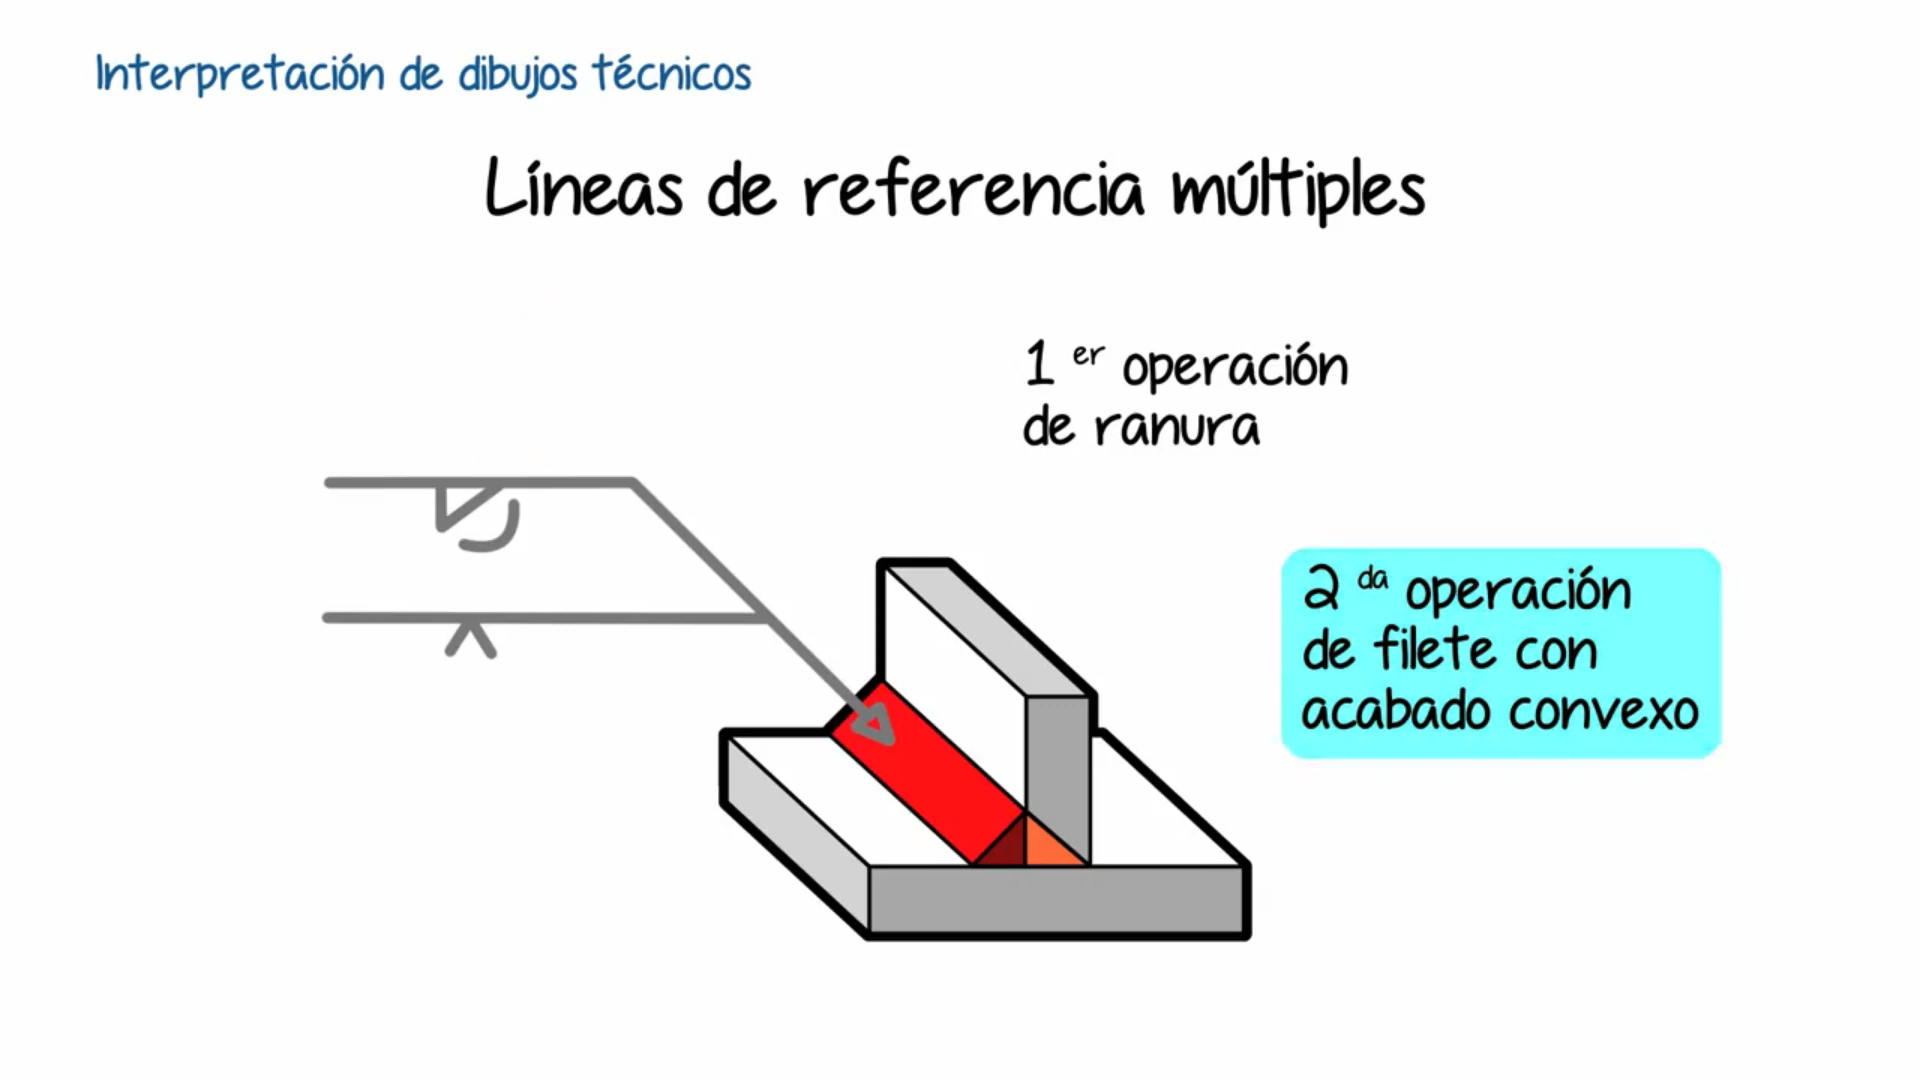 Interpretación de dibujos técnicos
Líneas de referencia múltiples
1 er operación
de ranura
2 da operación
de filete con
acabado convexo